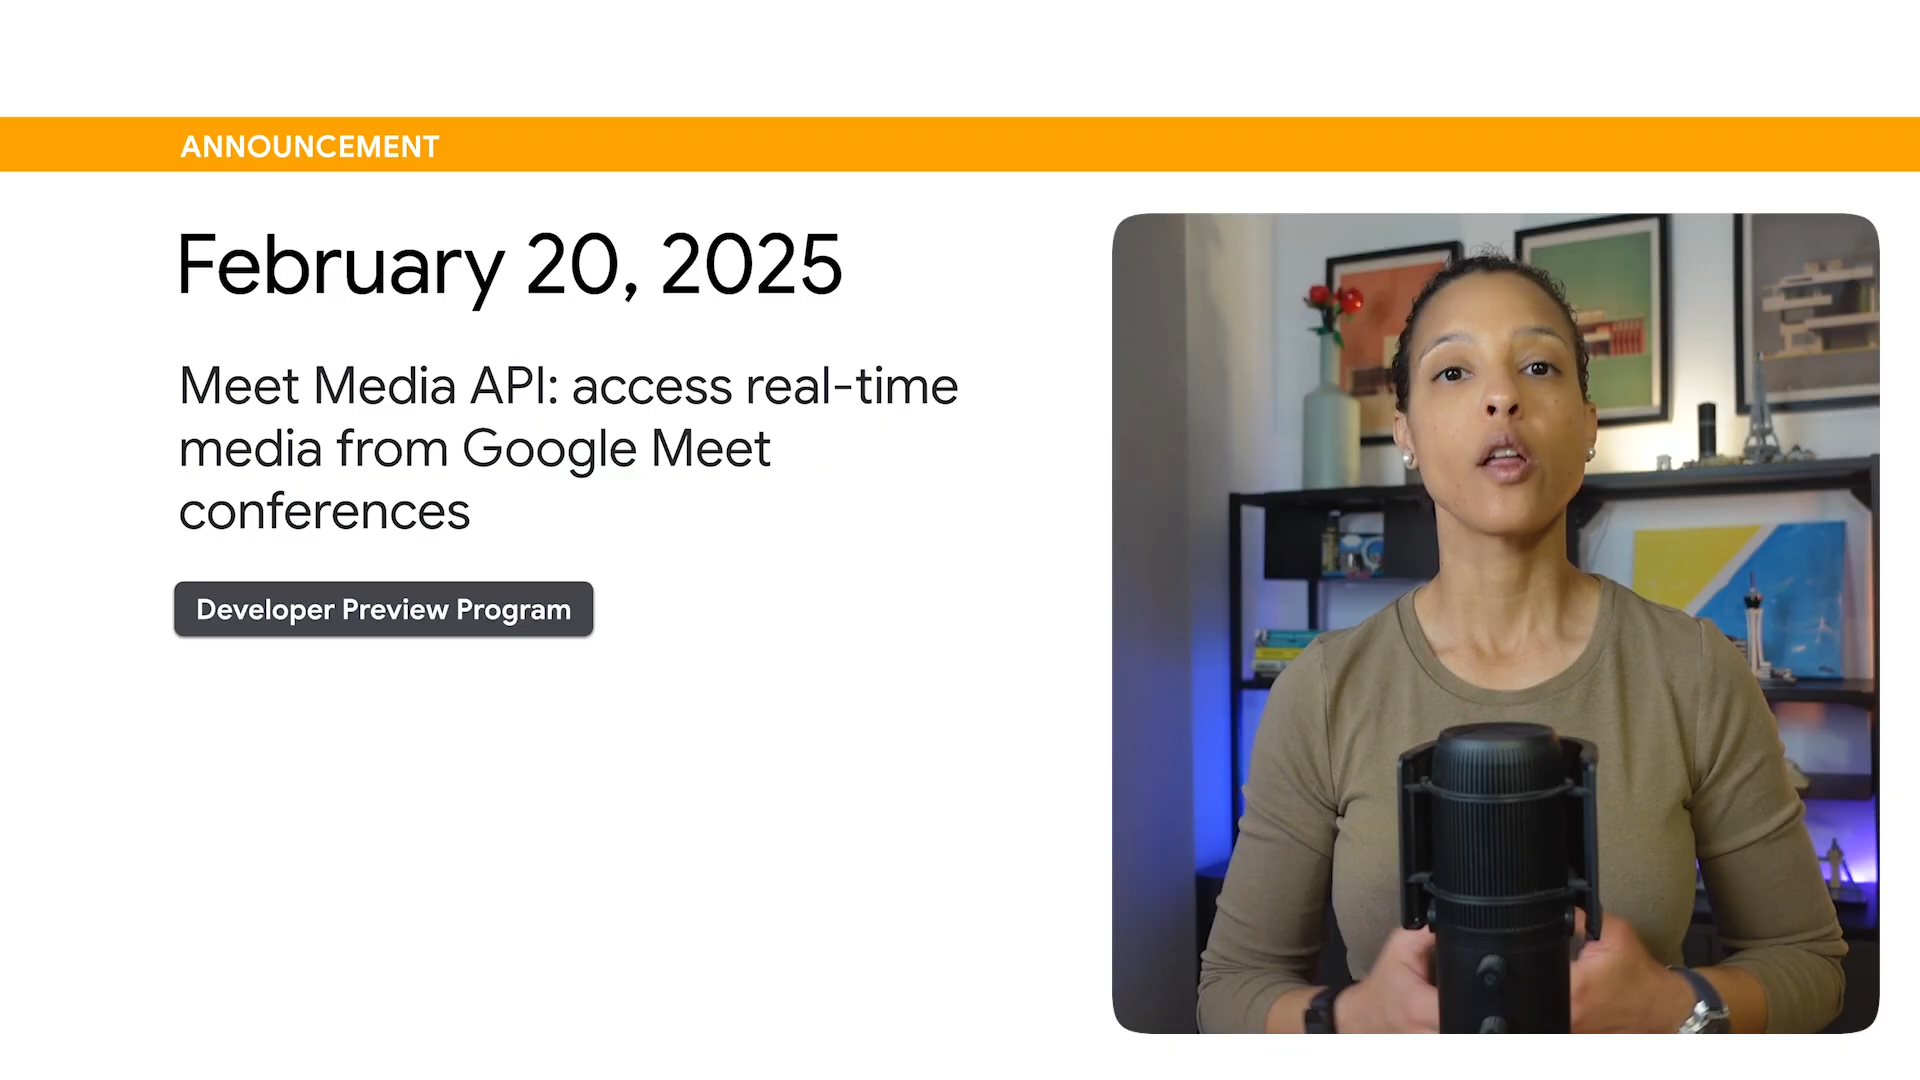 ANNOUNCEMENT
February 20, 2025
Meet Media API: access real-time
media from Google Meet
conferences
Developer Preview Program